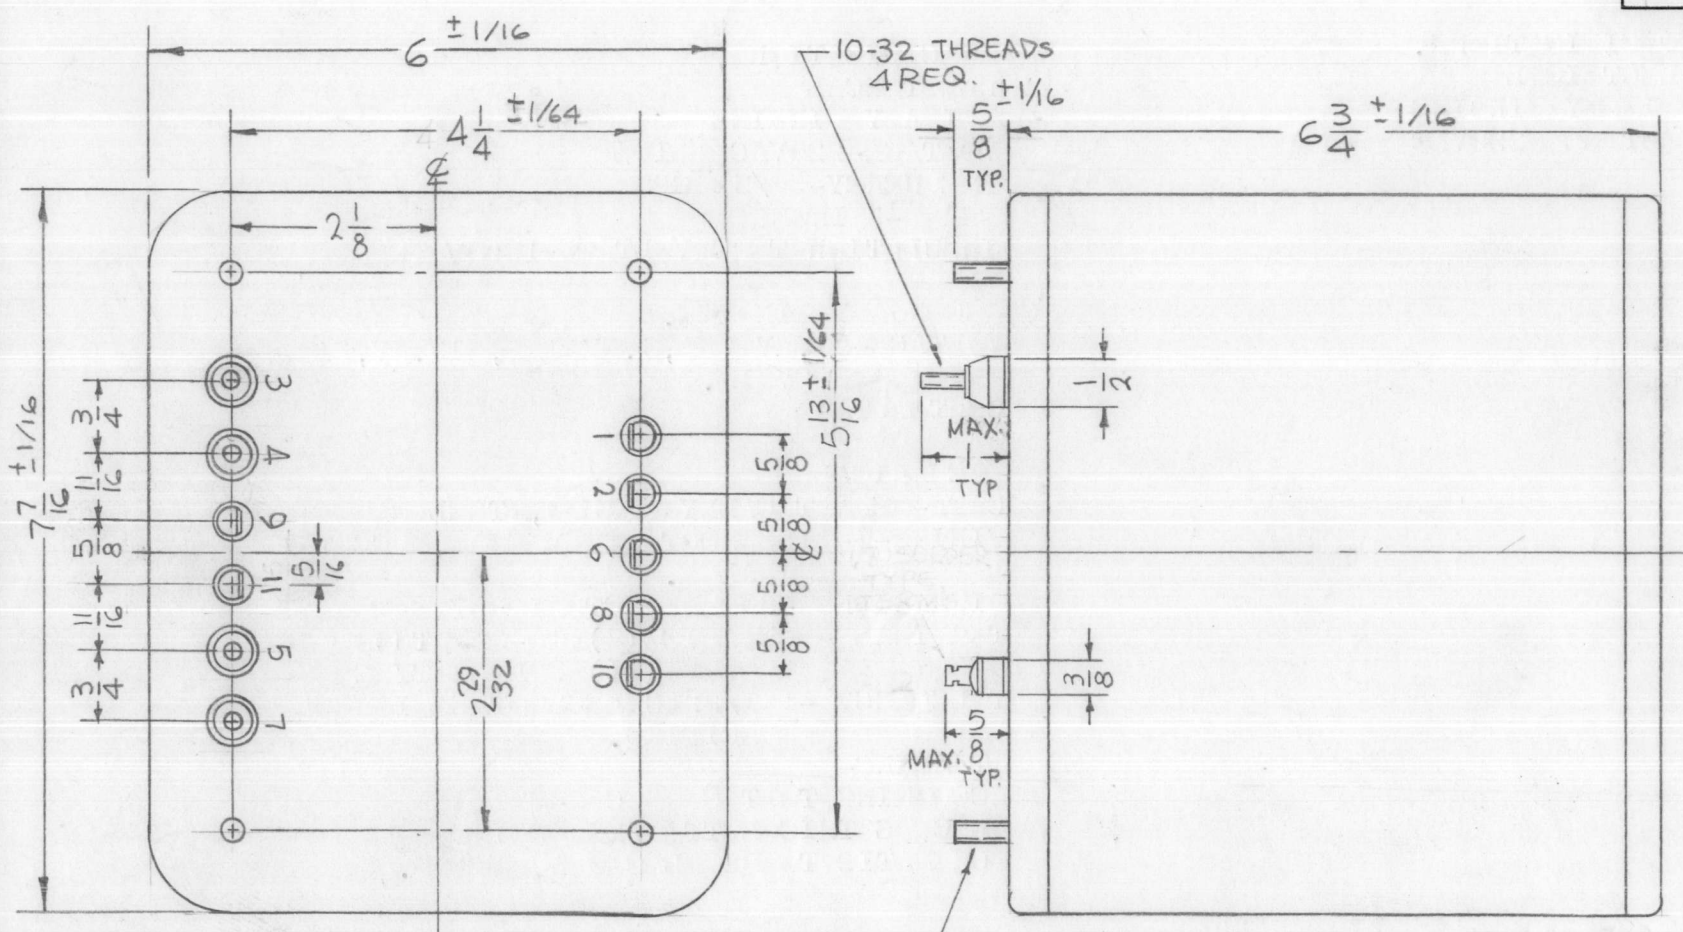 6 ± 1/16
4 1/4 ± 1/64
℄
2 1/8
10-32 THREADS
4 REQ.
5/8 ± 1/16
TYP.
6 3/4 ± 1/16
7 7/16 ± 1/16
3/4
11/16
5/8
11/16
3/4
3
4
9
11
5
7
5/16
2 29/32
1
2
6
8
10
5/8
5/8
℄
5/8
5/8
5 13/16 ± 1/64
1/2
MAX.
1
TYP
3/8
5/8
MAX.
TYP.